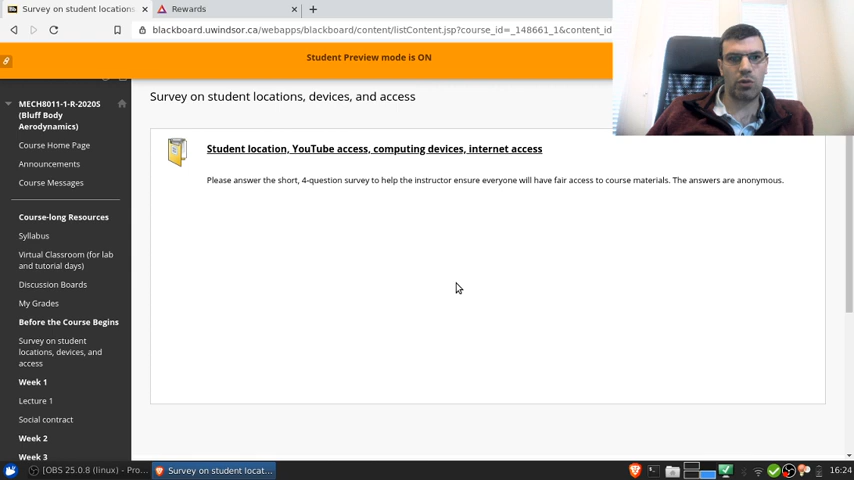 Survey on student locations, d
Rewards
blackboard.uwindsor.ca/webapps/blackboard/content/listContent.jsp?course_id=_148661_1&content_id
Student Preview mode is ON
MECH8011-1-R-2020S
(Bluff Body
Aerodynamics)
Course Home Page
Announcements
Course Messages
Course-long Resources
Syllabus
Virtual Classroom (for lab
and tutorial days)
Discussion Boards
My Grades
Before the Course Begins
Survey on student
locations, devices, and
access
Week 1
Lecture 1
Social contract
Week 2
Week 3
Survey on student locations, devices, and access
Student location, YouTube access, computing devices, internet access
Please answer the short, 4-question survey to help the instructor ensure everyone will have fair access to course materials. The answers are anonymous.
[OBS 25.0.8 (linux) - Pro...
Survey on student locat...
16:24